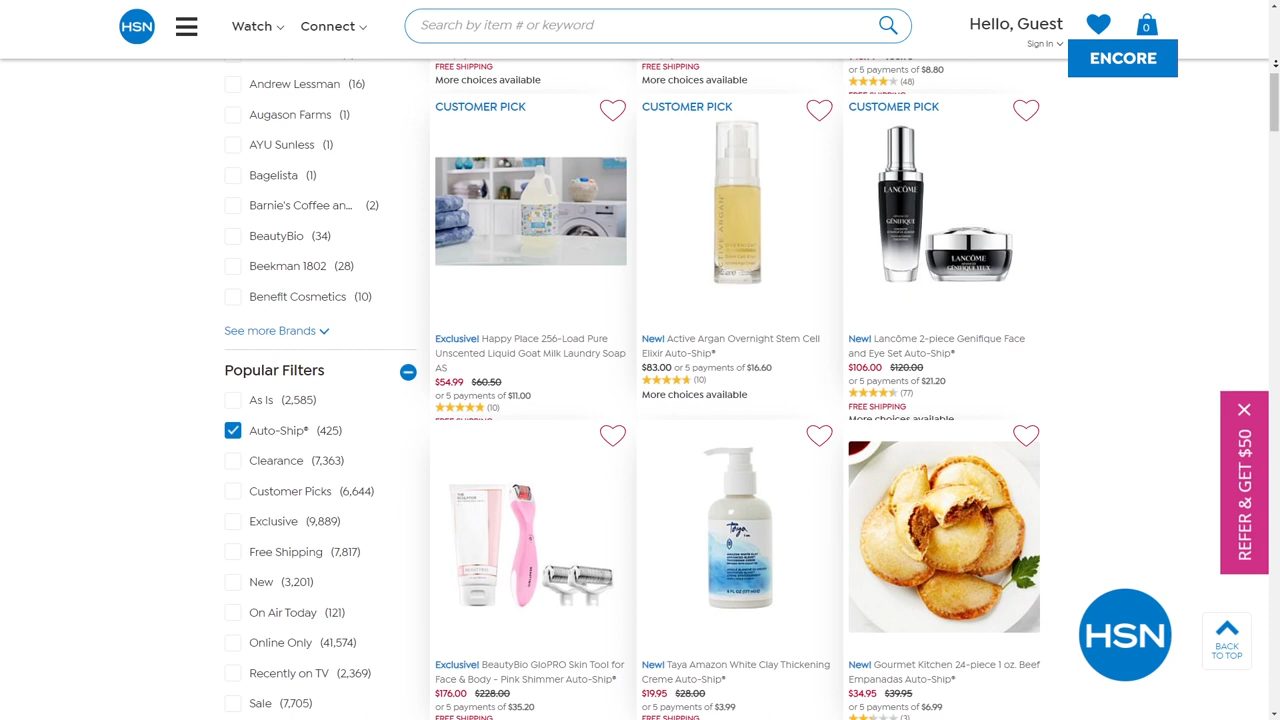 HSN
Watch
Connect
Search by item # or keyword
Hello, Guest
Sign In
0
ENCORE
Andrew Lessman (16)
Augason Farms (1)
AYU Sunless (1)
Bagelista (1)
Barnie's Coffee an... (2)
BeautyBio (34)
Beekman 1802 (28)
Benefit Cosmetics (10)
See more Brands
Popular Filters
As Is (2,585)
Auto-Ship® (425)
Clearance (7,363)
Customer Picks (6,644)
Exclusive (9,889)
Free Shipping (7,817)
New (3,201)
On Air Today (121)
Online Only (41,574)
Recently on TV (2,369)
Sale (7,705)
FREE SHIPPING
More choices available
FREE SHIPPING
More choices available
or 5 payments of $8.80
(48)
FREE SHIPPING
CUSTOMER PICK
Exclusive! Happy Place 256-Load Pure
Unscented Liquid Goat Milk Laundry Soap
AS
$54.99 $60.50
or 5 payments of $11.00
(10)
FREE SHIPPING
CUSTOMER PICK
New! Active Argan Overnight Stem Cell
Elixir Auto-Ship®
$83.00 or 5 payments of $16.60
(10)
More choices available
CUSTOMER PICK
LANCÔME
GÉNIFIQUE
LANCÔME
GÉNIFIQUE YEUX
New! Lancôme 2-piece Genifique Face
and Eye Set Auto-Ship®
$106.00 $120.00
or 5 payments of $21.20
(77)
FREE SHIPPING
More choices available
Exclusive! BeautyBio GloPRO Skin Tool for
Face & Body - Pink Shimmer Auto-Ship®
$176.00 $228.00
or 5 payments of $35.20
FREE SHIPPING
Taya
New! Taya Amazon White Clay Thickening
Creme Auto-Ship®
$19.95 $28.00
or 5 payments of $3.99
FREE SHIPPING
New! Gourmet Kitchen 24-piece 1 oz. Beef
Empanadas Auto-Ship®
$34.95 $39.95
or 5 payments of $6.99
(3)
REFER & GET $50
HSN
BACK
TO TOP